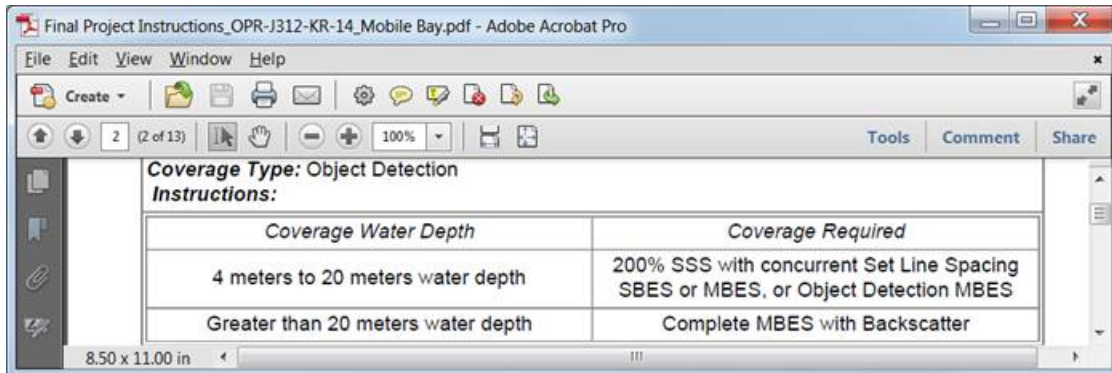 Final Project Instructions_OPR-J312-KR-14_Mobile Bay.pdf - Adobe Acrobat Pro
File Edit View Window Help
Create
2 (2 of 13) 100% Tools Comment Share
Coverage Type: Object Detection
Instructions:
Coverage Water Depth Coverage Required
4 meters to 20 meters water depth 200% SSS with concurrent Set Line Spacing
SBES or MBES, or Object Detection MBES
Greater than 20 meters water depth Complete MBES with Backscatter
8.50 x 11.00 in